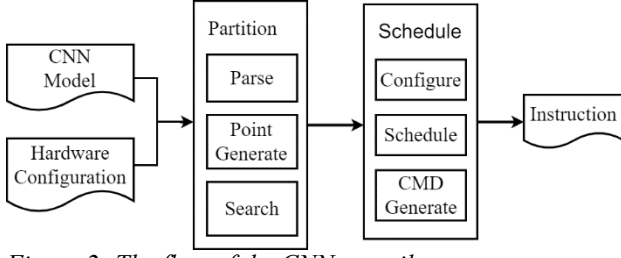 CNN
Model
Hardware
Configuration
Partition
Parse
Point
Generate
Search
Schedule
Configure
Schedule
CMD
Generate
Instruction